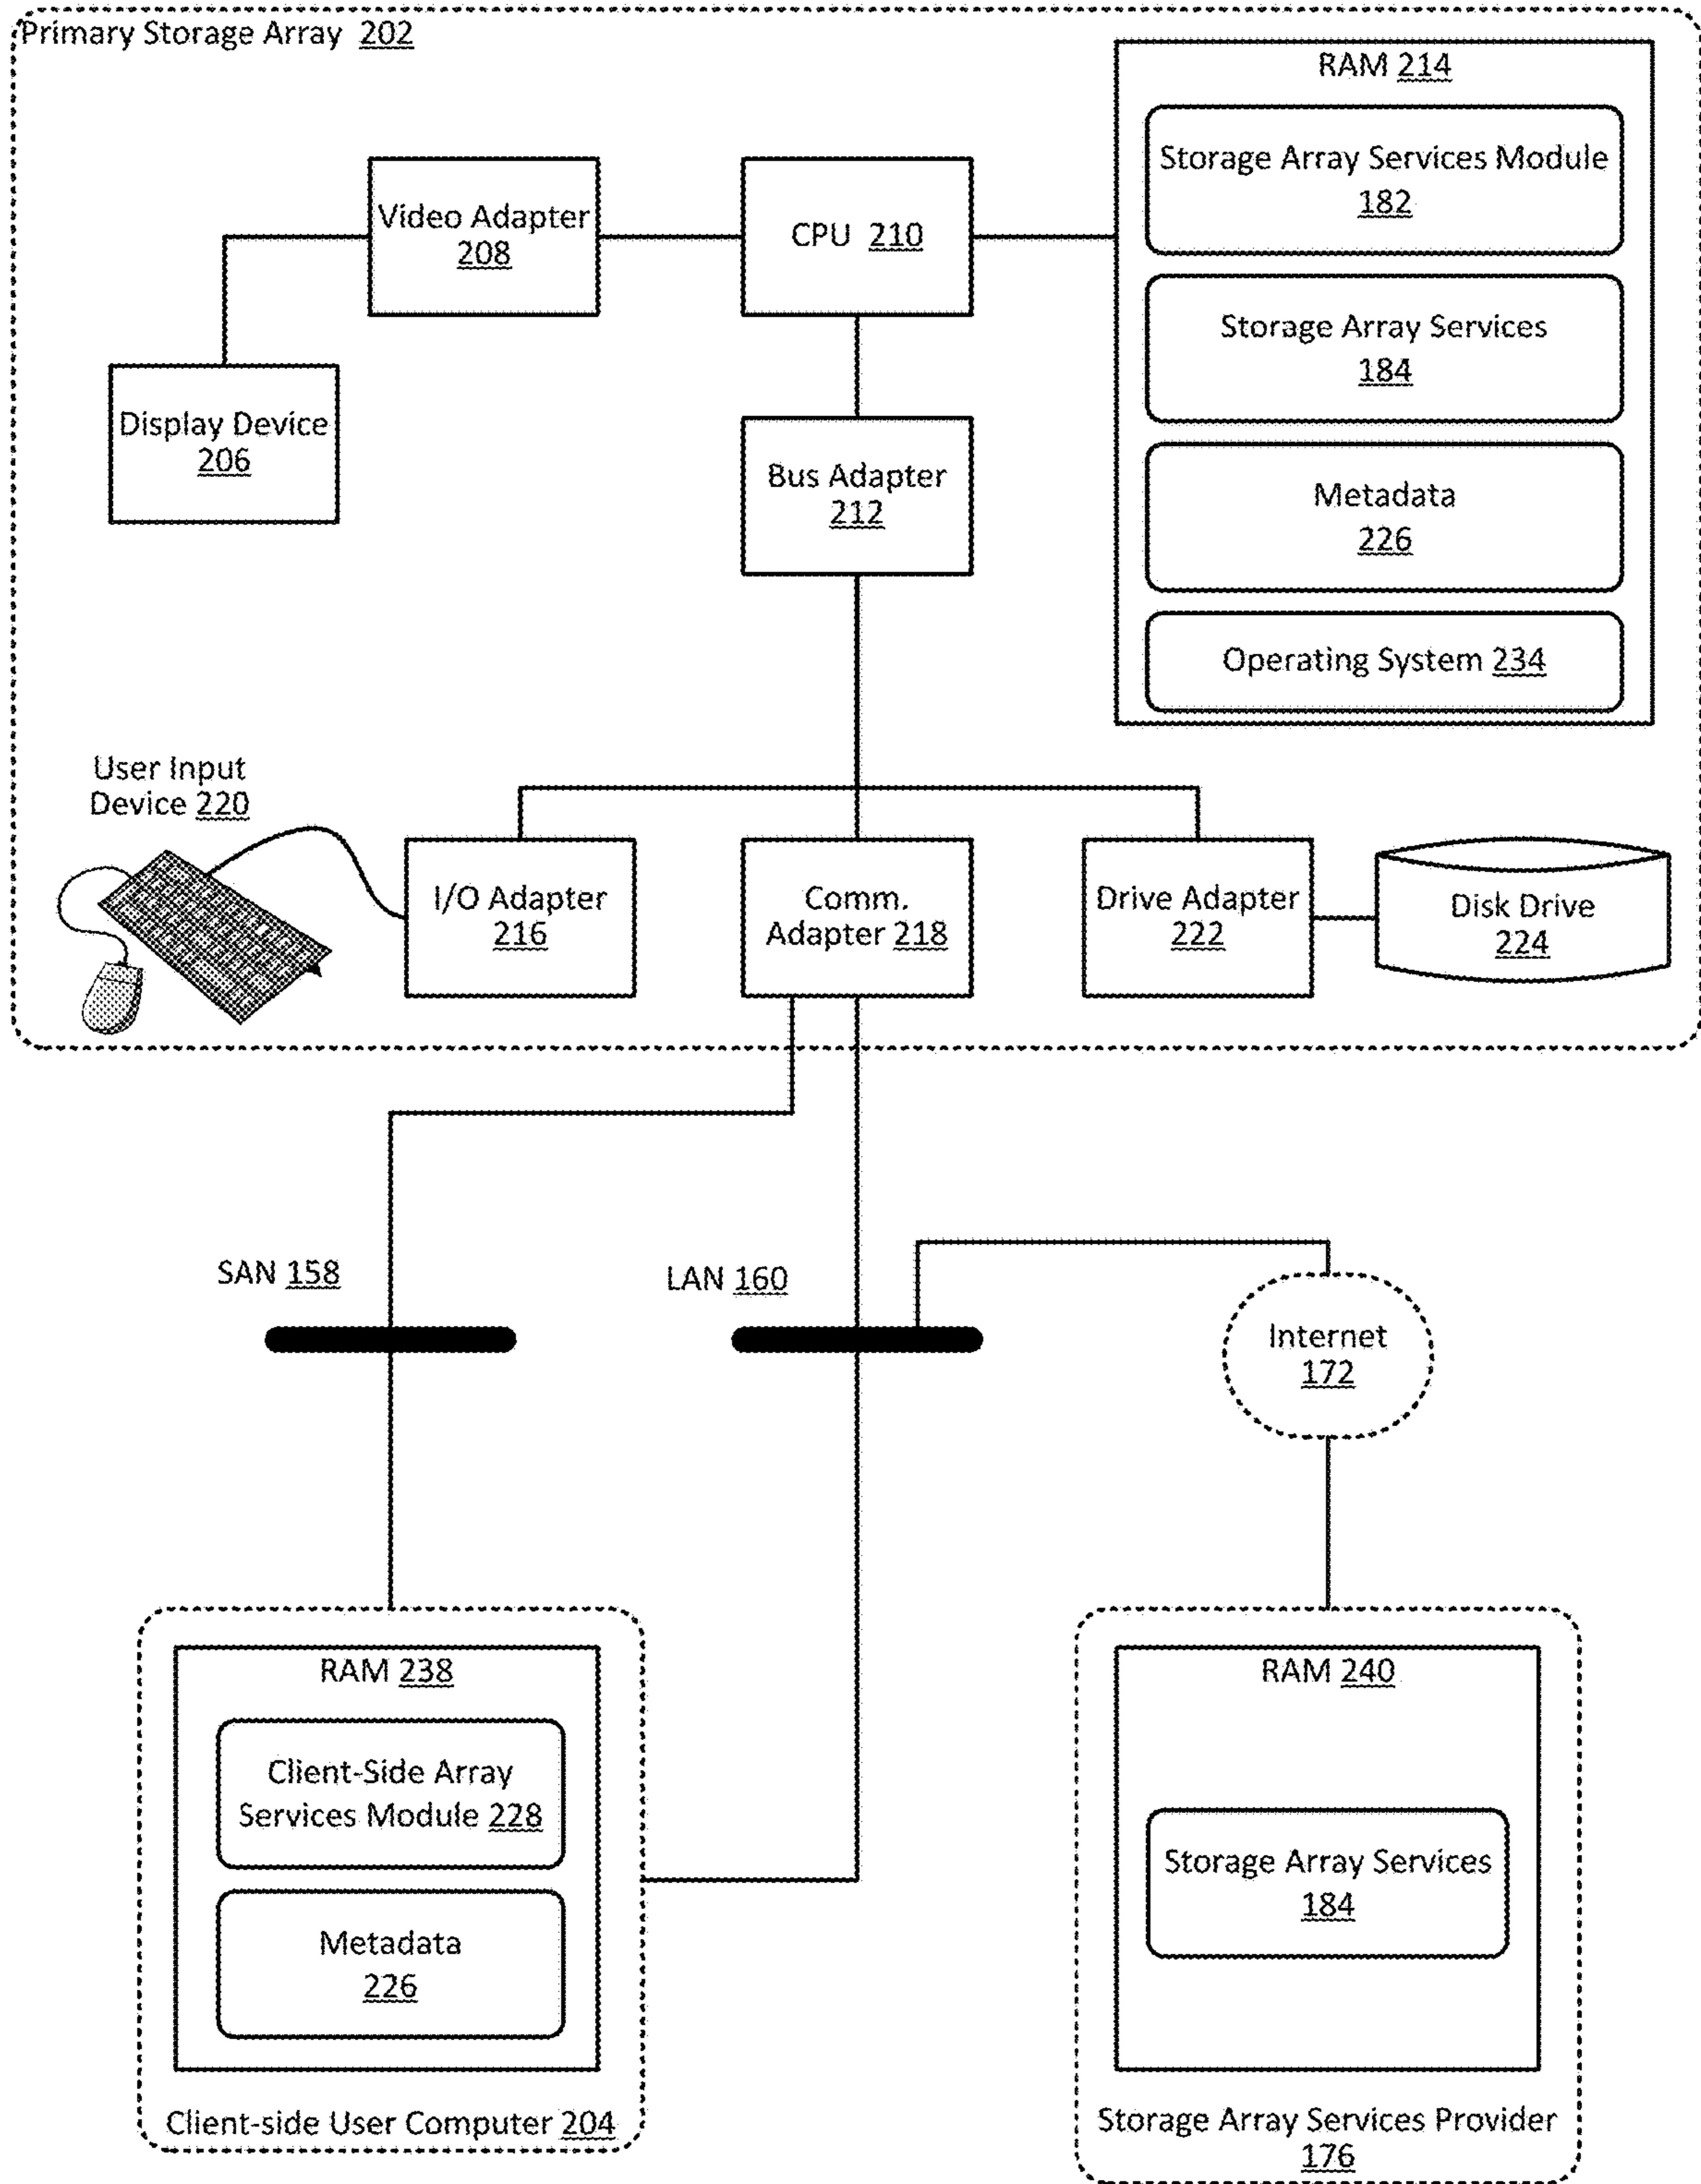 Primary Storage Array 202
RAM 214
Storage Array Services Module
182
Video Adapter
208
CPU 210
Storage Array Services
184
Display Device
206
Bus Adapter
212
Metadata
226
Operating System 234
User Input
Device 220
I/O Adapter
216
Comm.
Adapter 218
Drive Adapter
222
Disk Drive
224
SAN 158
LAN 160
Internet
172
RAM 238
Client-Side Array
Services Module 228
Metadata
226
Client-side User Computer 204
RAM 240
Storage Array Services
184
Storage Array Services Provider
176